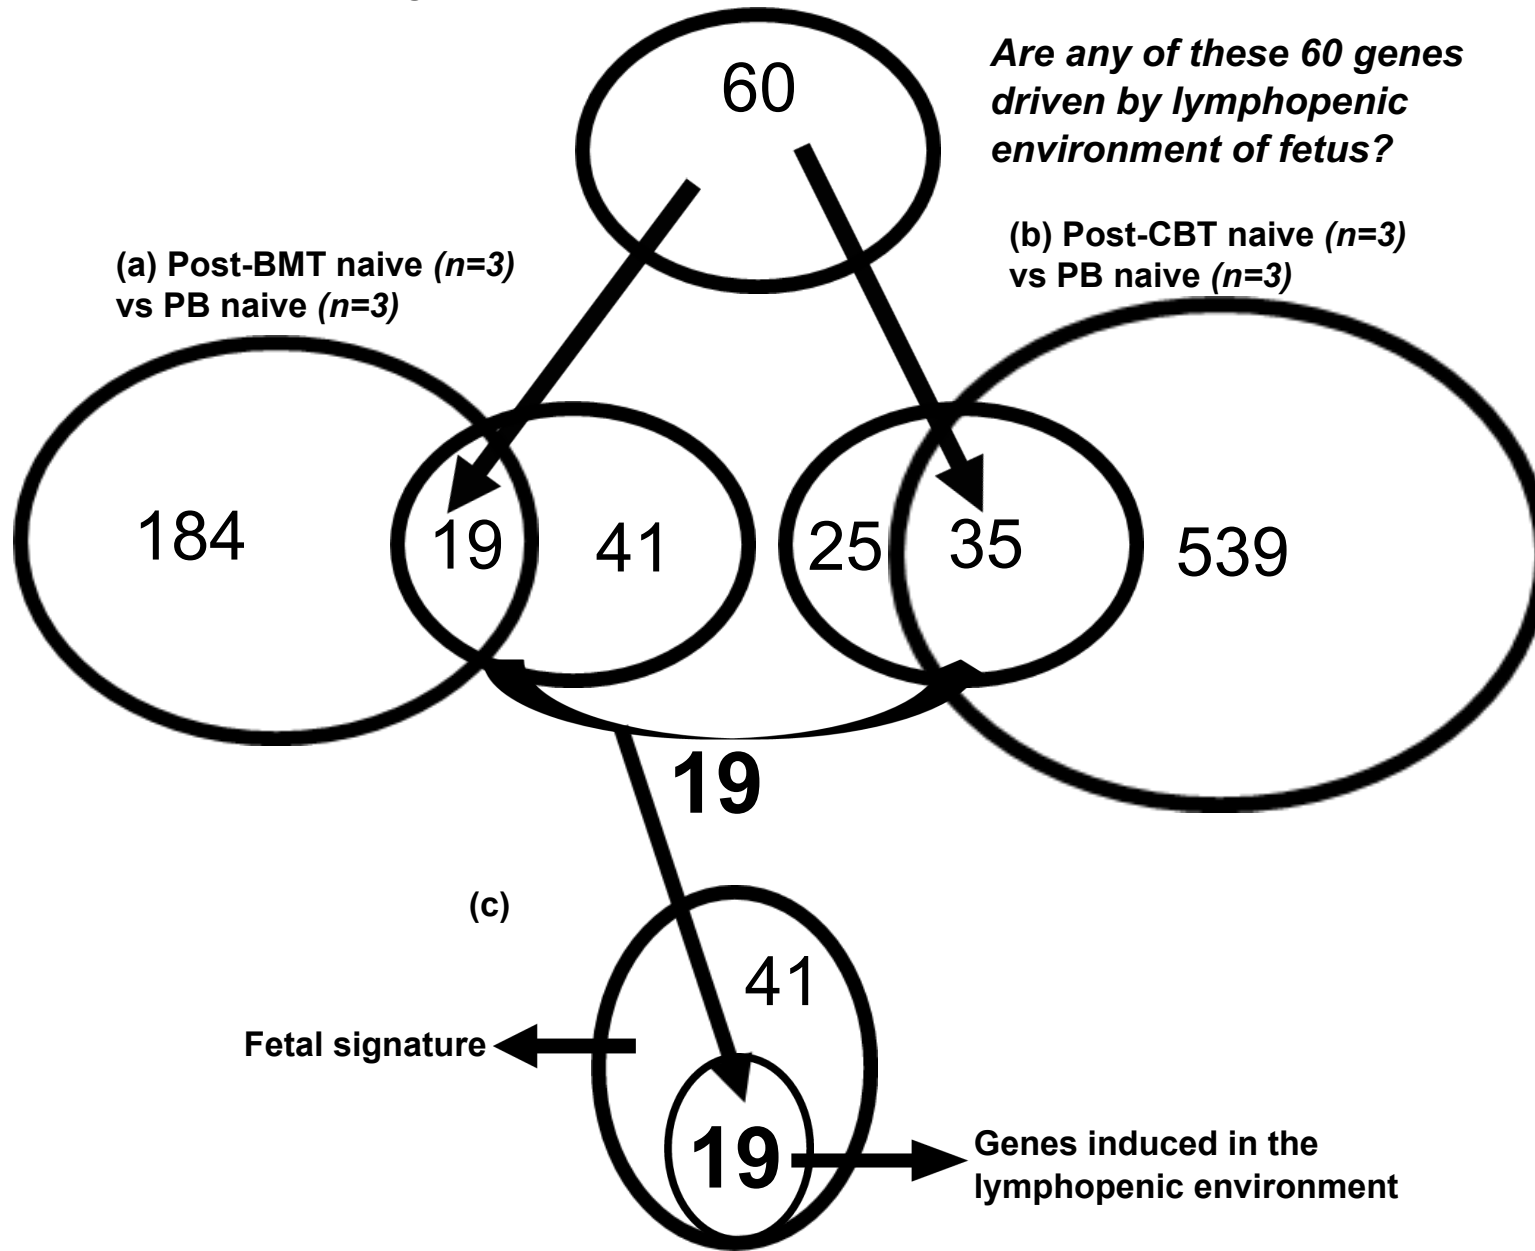 60
Are any of these 60 genes
driven by lymphopenic
environment of fetus?
(a) Post-BMT naive (n=3)
vs PB naive (n=3)
(b) Post-CBT naive (n=3)
vs PB naive (n=3)
184
19
41
25
35
539
19
(c)
41
Fetal signature
19
Genes induced in the
lymphopenic environment